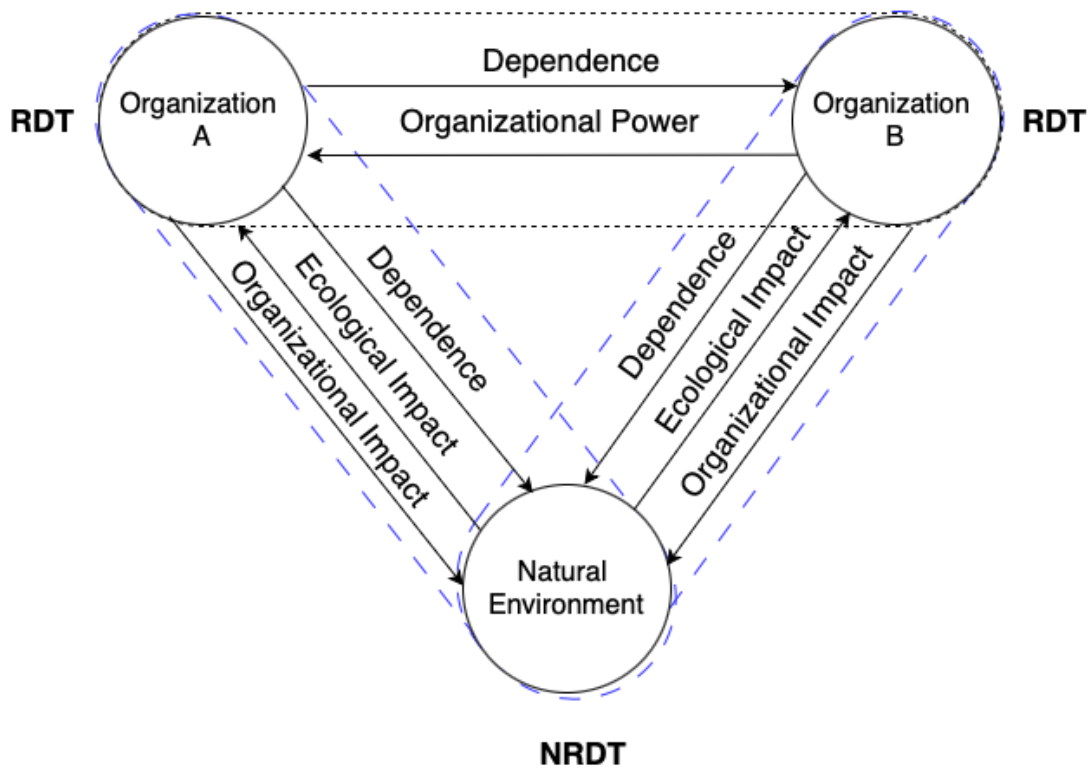 Dependence
Organization
A
Organization
B
RDT
RDT
Organizational Power
Organizational Impact
Ecological Impact
Dependence
Dependence
Ecological Impact
Organizational Impact
Natural
Environment
NRDT